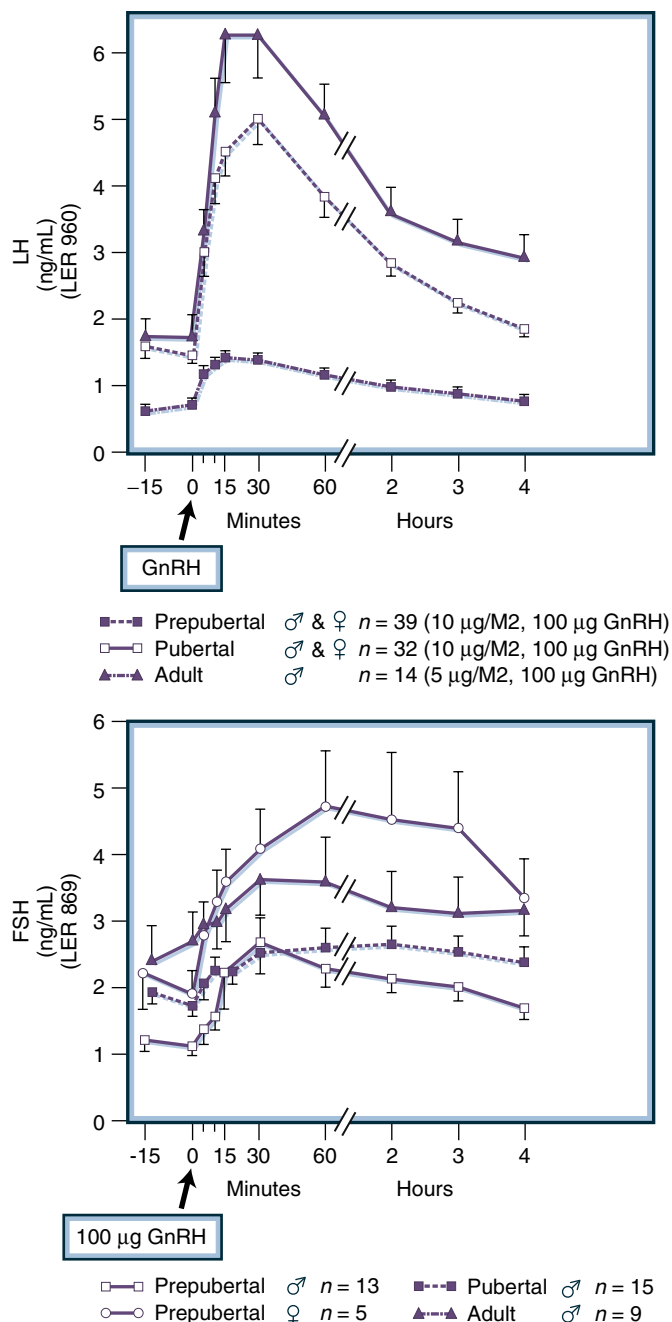 6
5
4
3
2
1
0
LH
(ng/mL)
(LER 960)
–15 0 15 30 60 2 3 4
Minutes Hours
GnRH
Prepubertal ♂ & ♀ n = 39 (10 μg/M2, 100 μg GnRH)
Pubertal ♂ & ♀ n = 32 (10 μg/M2, 100 μg GnRH)
Adult ♂ n = 14 (5 μg/M2, 100 μg GnRH)
6
5
4
3
2
1
0
FSH
(ng/mL)
(LER 869)
-15 0 15 30 60 2 3 4
Minutes Hours
100 μg GnRH
Prepubertal ♂ n = 13 Pubertal ♂ n = 15
Prepubertal ♀ n = 5 Adult ♂ n = 9